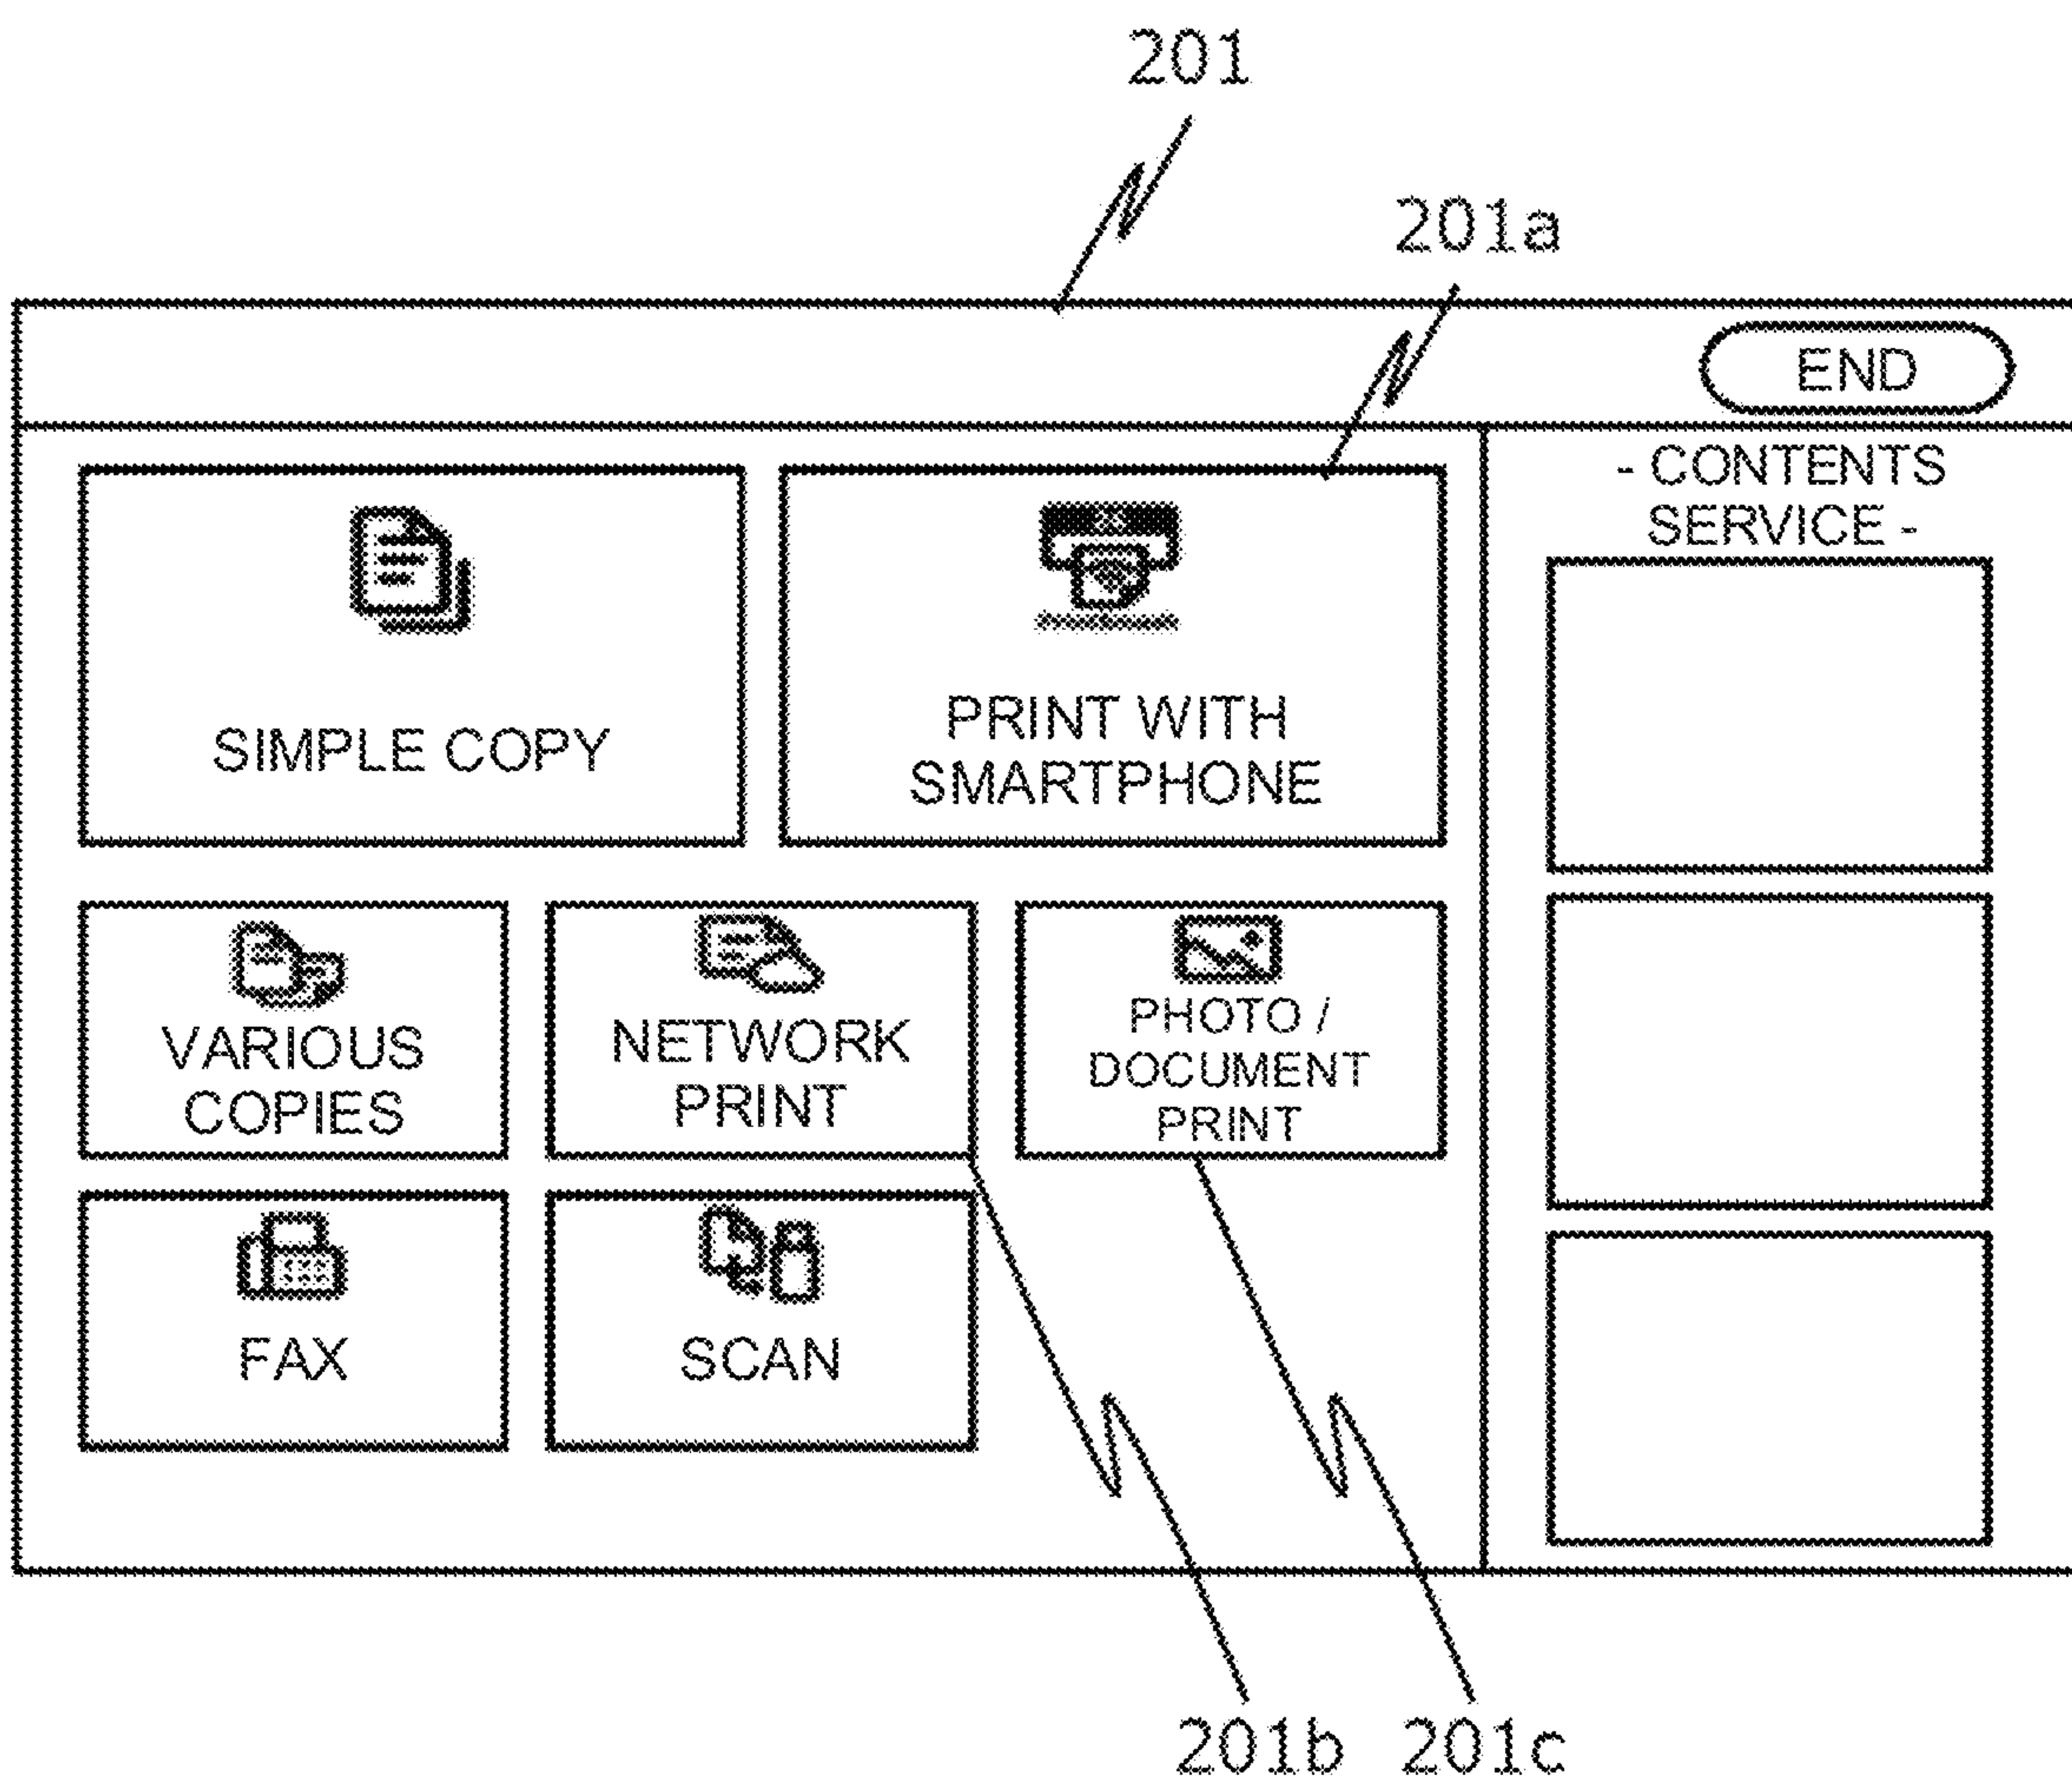 201
201a
END
- CONTENTS
SERVICE -
SIMPLE COPY
PRINT WITH
SMARTPHONE
VARIOUS
COPIES
NETWORK
PRINT
PHOTO /
DOCUMENT
PRINT
FAX
SCAN
201b
201c